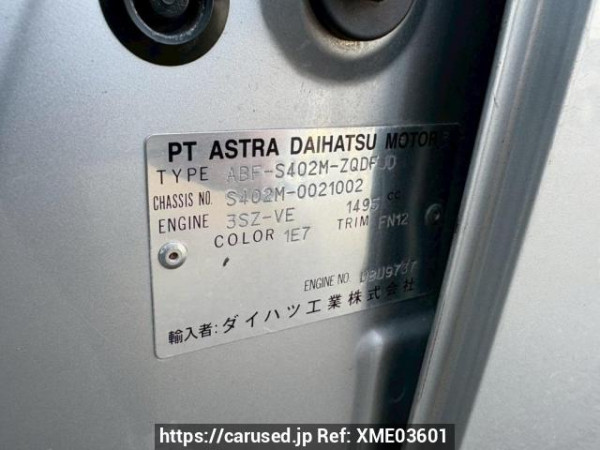 PT ASTRA DAIHATSU MOTOR
TYPE ABF-S402M-ZQDFJD
CHASSIS NO. S402M-0021002
ENGINE 3SZ-VE 1495 CC
COLOR 1E7 TRIM FN12
ENGINE NO.
輸入者:ダイハツ工業株式会社
https://carused.jp Ref: XME03601